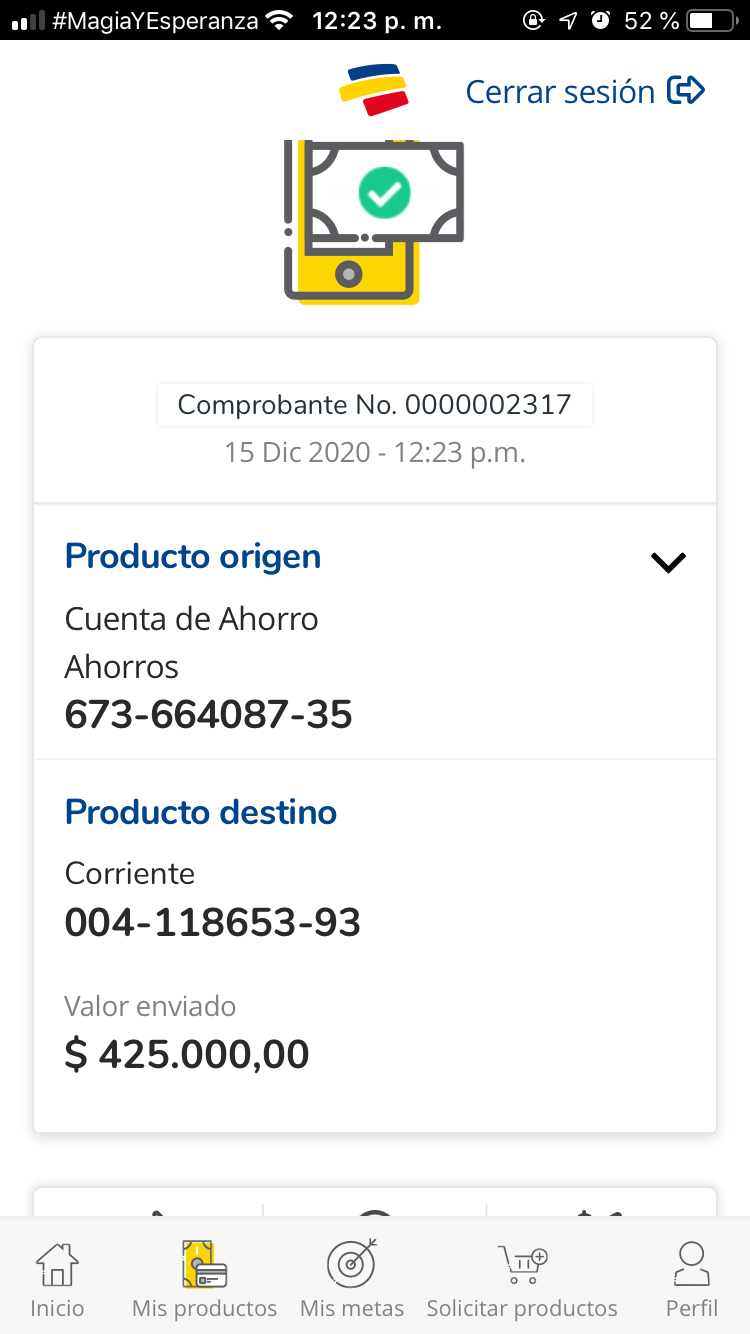 #MagiaYEsperanza 12:23 p. m. 52 %
Cerrar sesión
Comprobante No. 0000002317
15 Dic 2020 - 12:23 p.m.
Producto origen
Cuenta de Ahorro
Ahorros
673-664087-35
Producto destino
Corriente
004-118653-93
Valor enviado
$ 425.000,00
Inicio Mis productos Mis metas Solicitar productos Perfil